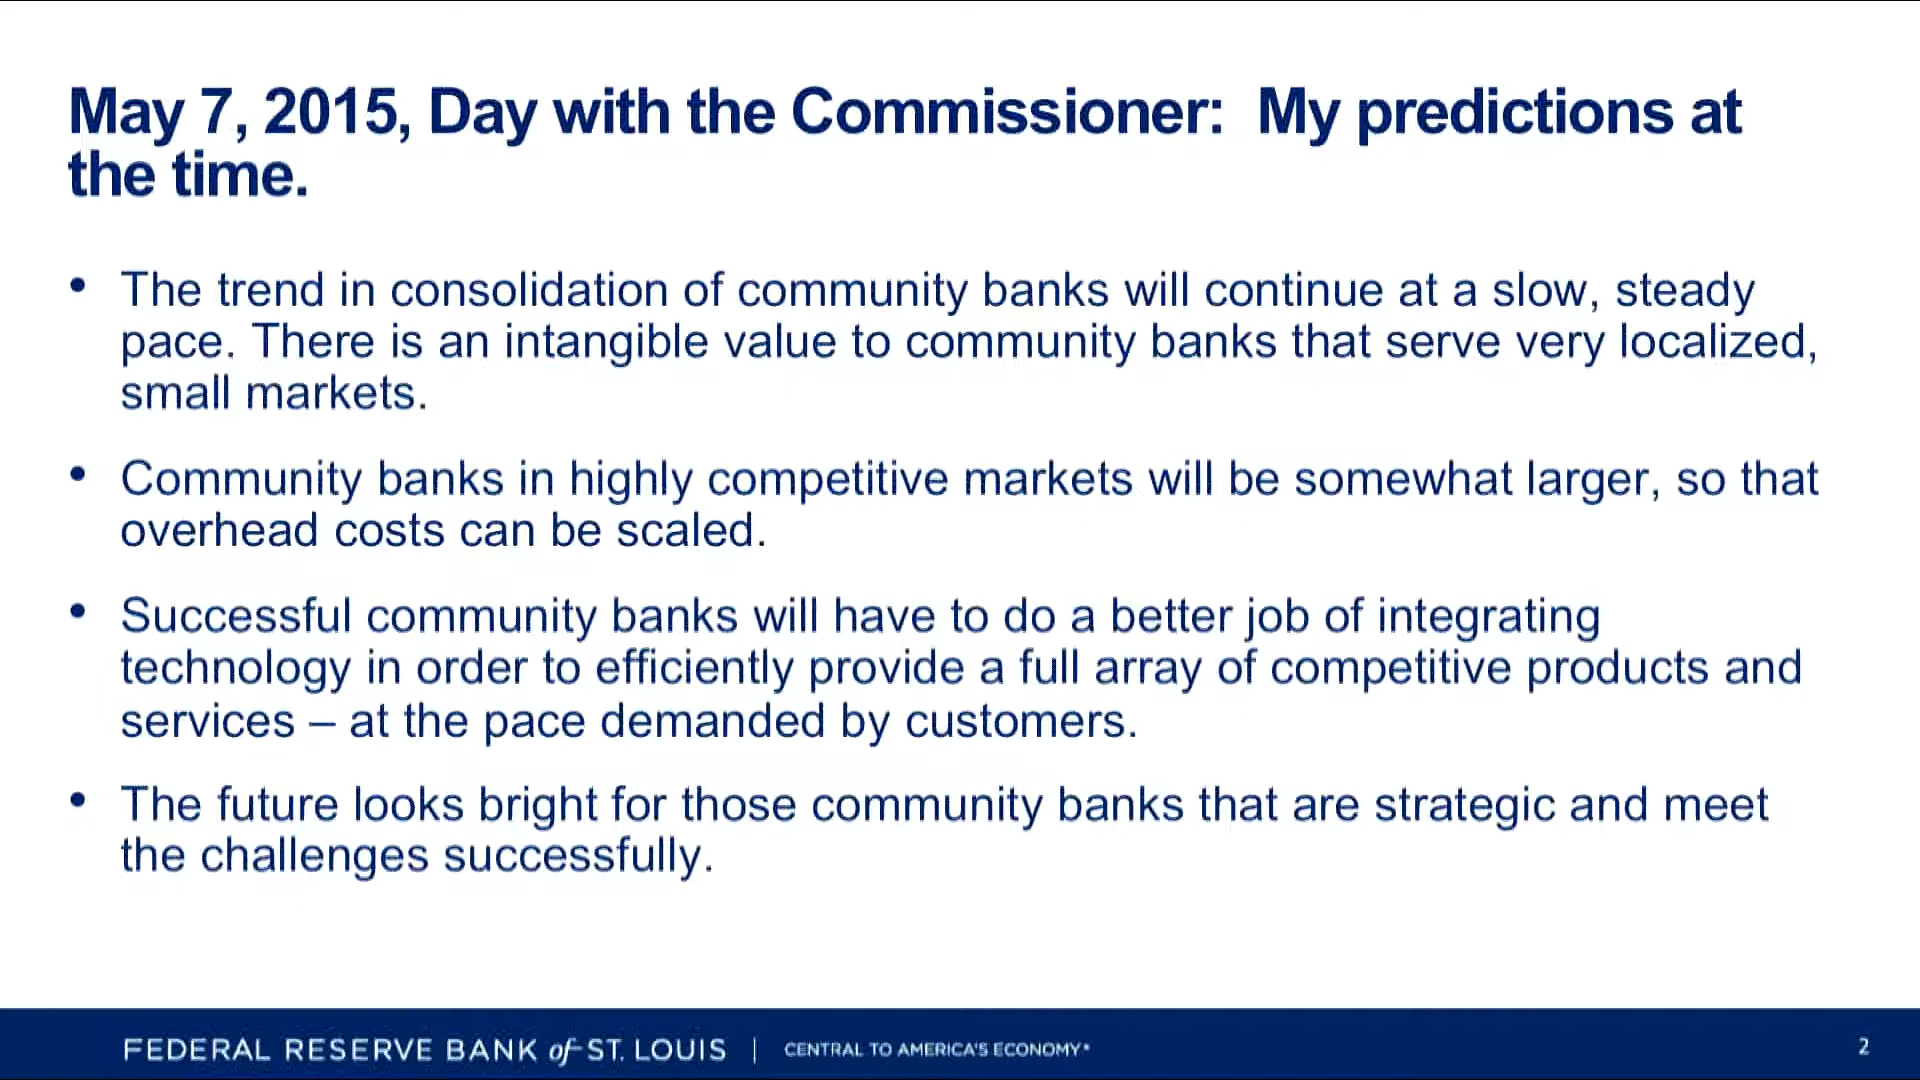 May 7, 2015, Day with the Commissioner:  My predictions at
the time.
• The trend in consolidation of community banks will continue at a slow, steady
pace. There is an intangible value to community banks that serve very localized,
small markets.
• Community banks in highly competitive markets will be somewhat larger, so that
overhead costs can be scaled.
• Successful community banks will have to do a better job of integrating
technology in order to efficiently provide a full array of competitive products and
services – at the pace demanded by customers.
• The future looks bright for those community banks that are strategic and meet
the challenges successfully.
FEDERAL RESERVE BANK of ST. LOUIS | CENTRAL TO AMERICA'S ECONOMY® 2